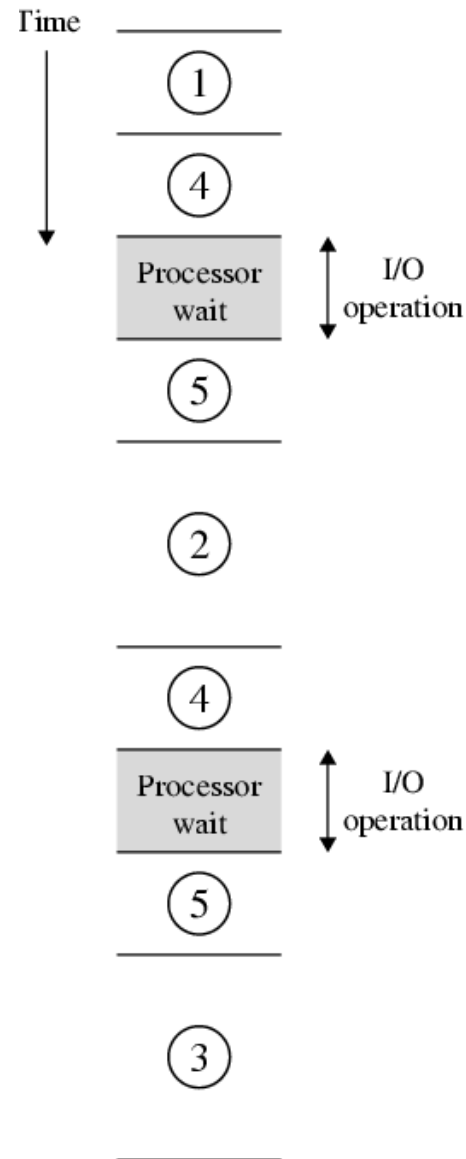 Time
1
4
Processor
wait
I/O
operation
5
2
4
Processor
wait
I/O
operation
5
3